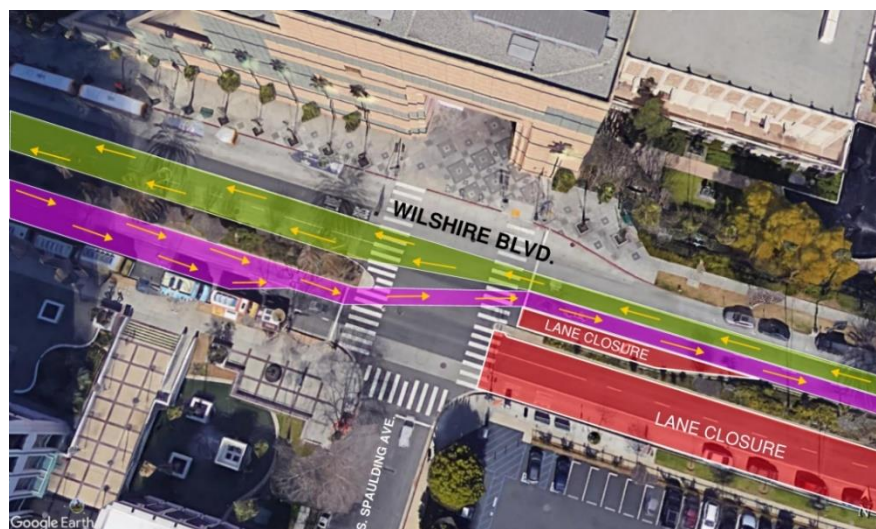 WILSHIRE BLVD.
LANE CLOSURE
LANE CLOSURE
S. SPAULDING AVE.
Google Earth
N